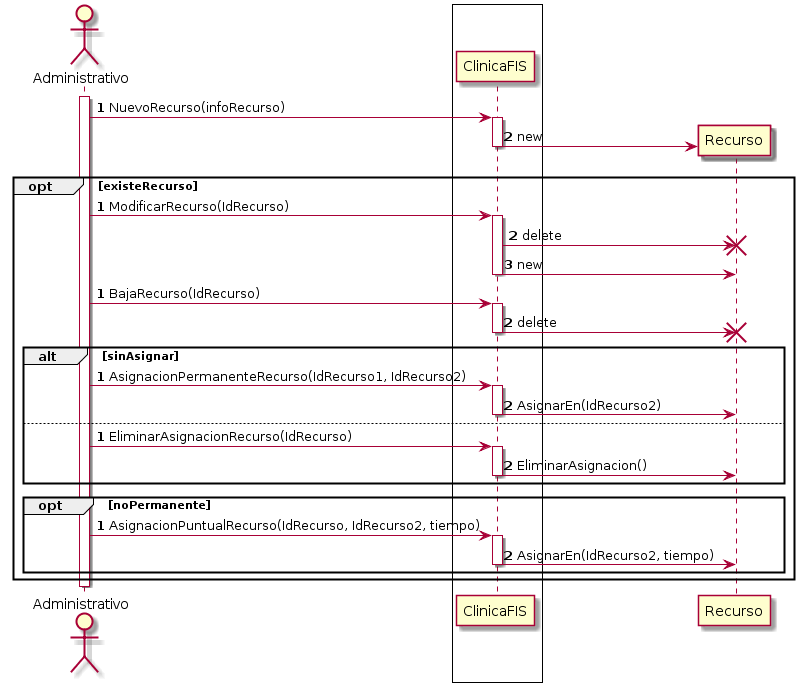 Administrativo
ClinicaFIS
1 NuevoRecurso(infoRecurso)
2 new
Recurso
opt [existeRecurso]
1 ModificarRecurso(IdRecurso)
2 delete
3 new
1 BajaRecurso(IdRecurso)
2 delete
alt [sinAsignar]
1 AsignacionPermanenteRecurso(IdRecurso1, IdRecurso2)
2 AsignarEn(IdRecurso2)
1 EliminarAsignacionRecurso(IdRecurso)
2 EliminarAsignacion()
opt [noPermanente]
1 AsignacionPuntualRecurso(IdRecurso, IdRecurso2, tiempo)
2 AsignarEn(IdRecurso2, tiempo)
Administrativo
ClinicaFIS
Recurso